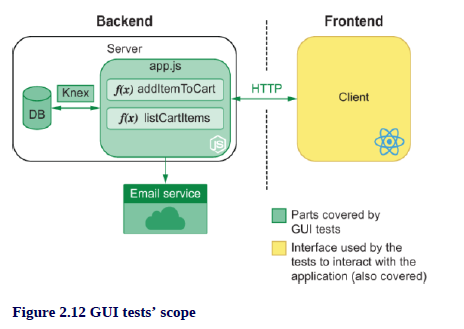 Backend
Frontend
Server
app.js
Knex
f(x) addItemToCart
DB
f(x) listCartItems
JS
HTTP
Client
Email service
Parts covered by
GUI tests
Interface used by the
tests to interact with the
application (also covered)
Figure 2.12 GUI tests’ scope